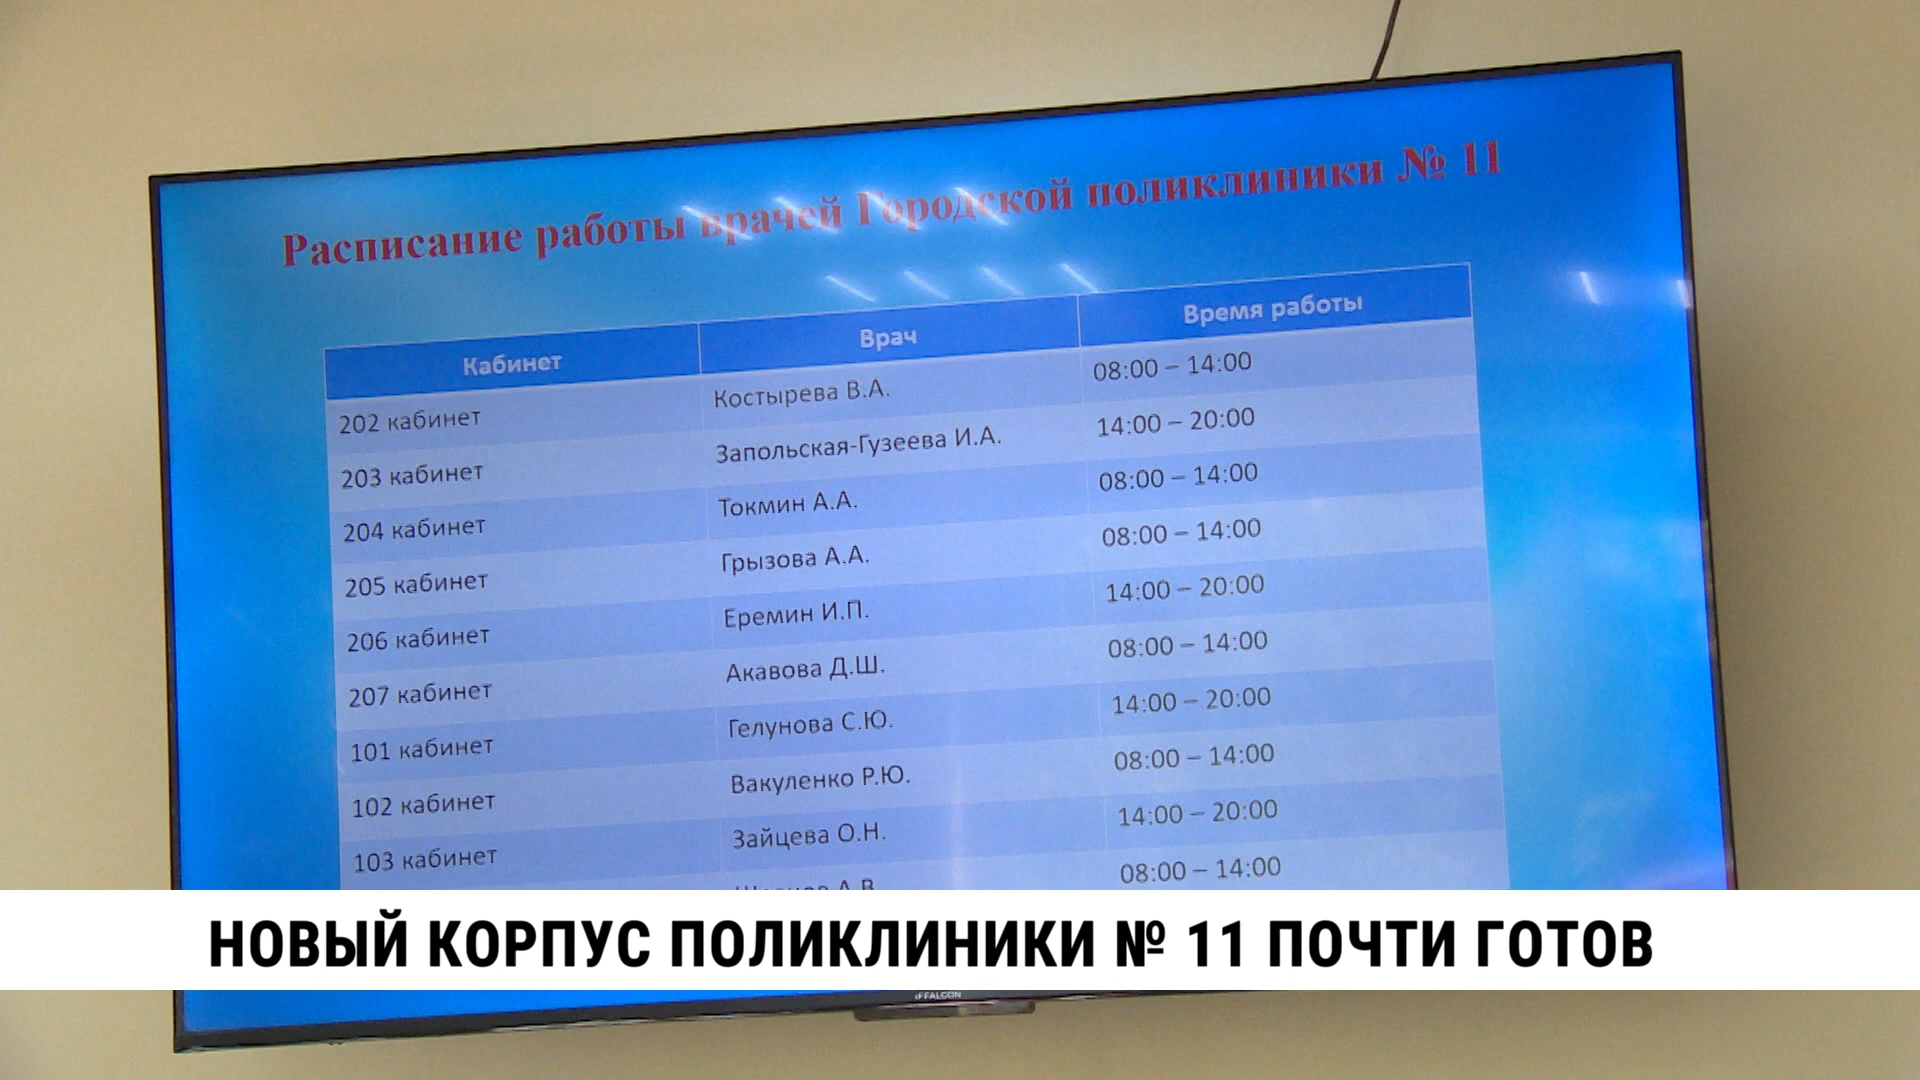 Расписание работы врачей Городской поликлиники № 11
Кабинет Врач Время работы
202 кабинет Костырева В.А. 08:00 – 14:00
203 кабинет Запольская-Гузеева И.А. 14:00 – 20:00
204 кабинет Токмин А.А. 08:00 – 14:00
205 кабинет Грызова А.А. 08:00 – 14:00
206 кабинет Еремин И.П. 14:00 – 20:00
207 кабинет Акавова Д.Ш. 08:00 – 14:00
101 кабинет Гелунова С.Ю. 14:00 – 20:00
102 кабинет Вакуленко Р.Ю. 08:00 – 14:00
103 кабинет Зайцева О.Н. 14:00 – 20:00
08:00 – 14:00
НОВЫЙ КОРПУС ПОЛИКЛИНИКИ № 11 ПОЧТИ ГОТОВ
iFFALCON